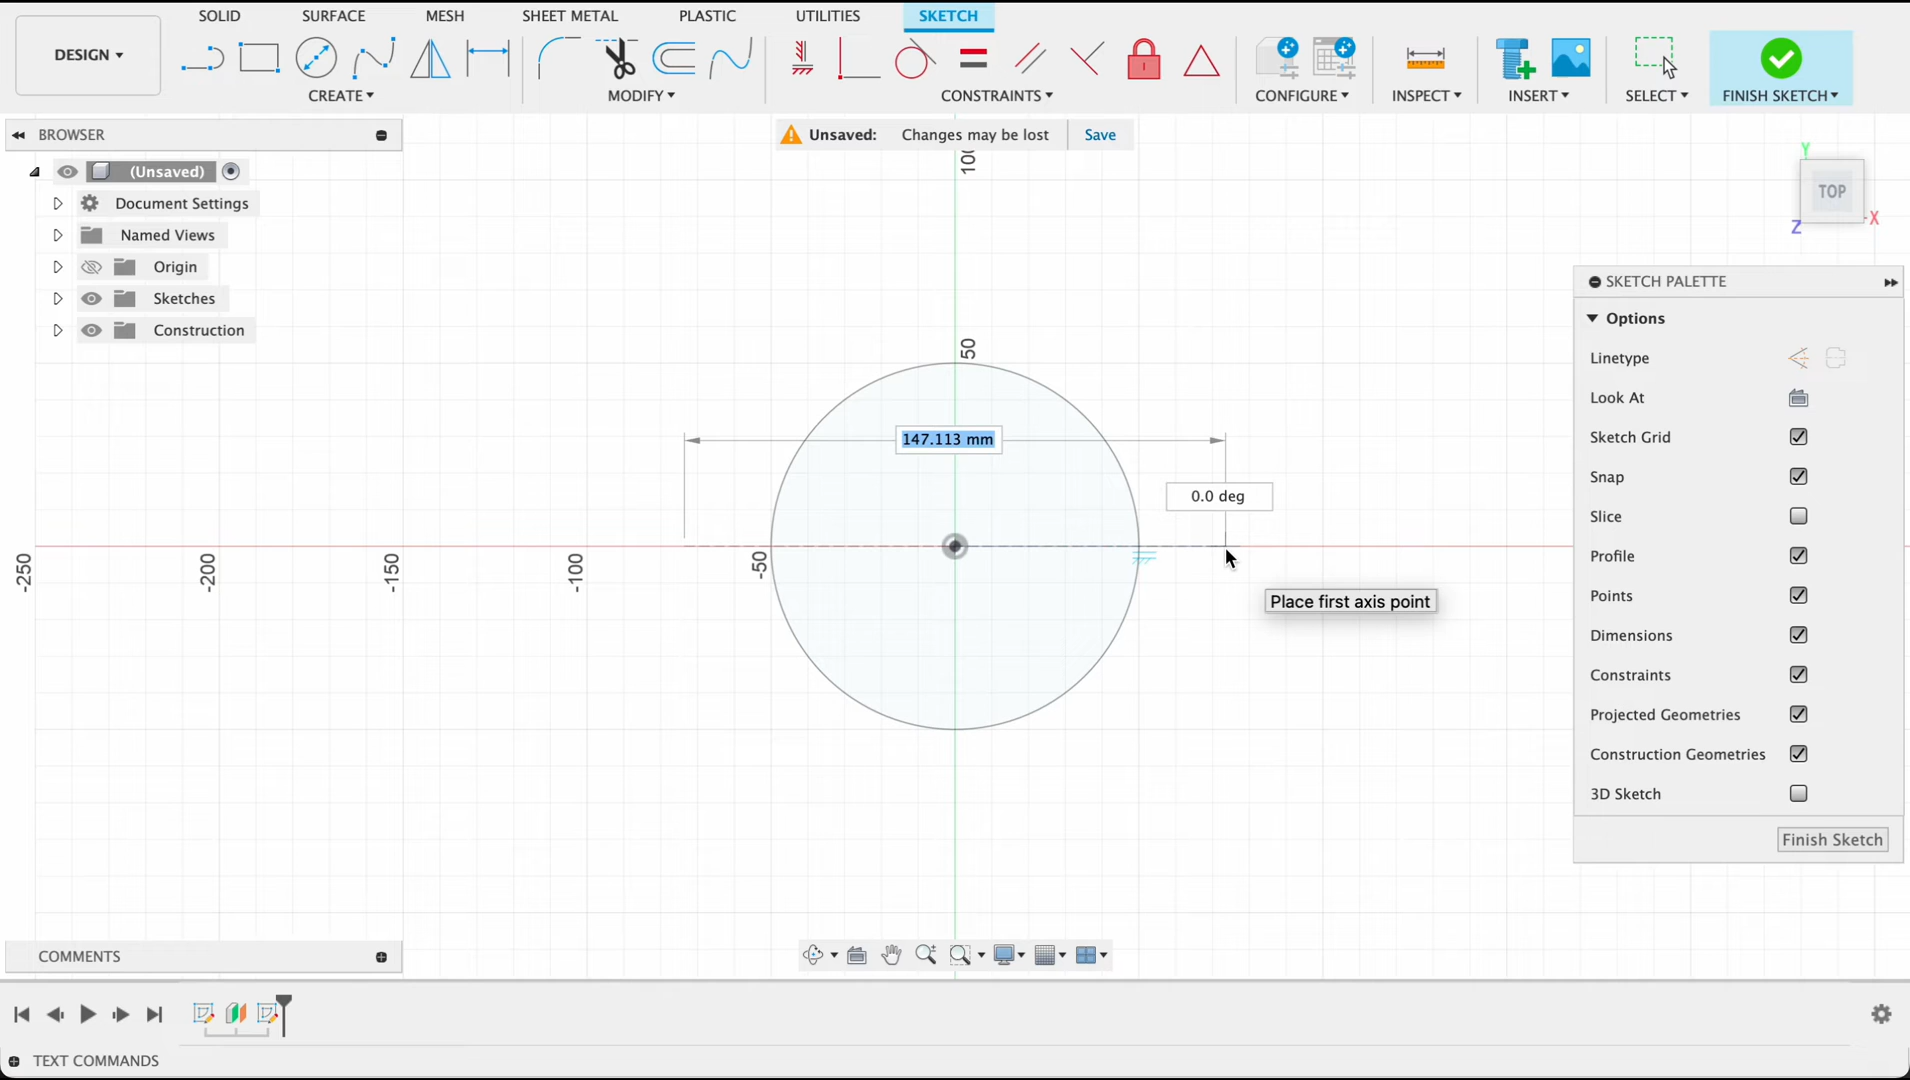 SOLID SURFACE MESH SHEET METAL PLASTIC UTILITIES SKETCH
DESIGN
CREATE MODIFY CONSTRAINTS CONFIGURE INSPECT INSERT SELECT FINISH SKETCH
BROWSER
Unsaved: Changes may be lost Save
(Unsaved)
Document Settings
Named Views
Origin
Sketches
Construction
100
50
-50
-100
-150
-200
-250
147.113 mm
0.0 deg
Place first axis point
Y
TOP
X
Z
SKETCH PALETTE
Options
Linetype
Look At
Sketch Grid
Snap
Slice
Profile
Points
Dimensions
Constraints
Projected Geometries
Construction Geometries
3D Sketch
Finish Sketch
COMMENTS
TEXT COMMANDS